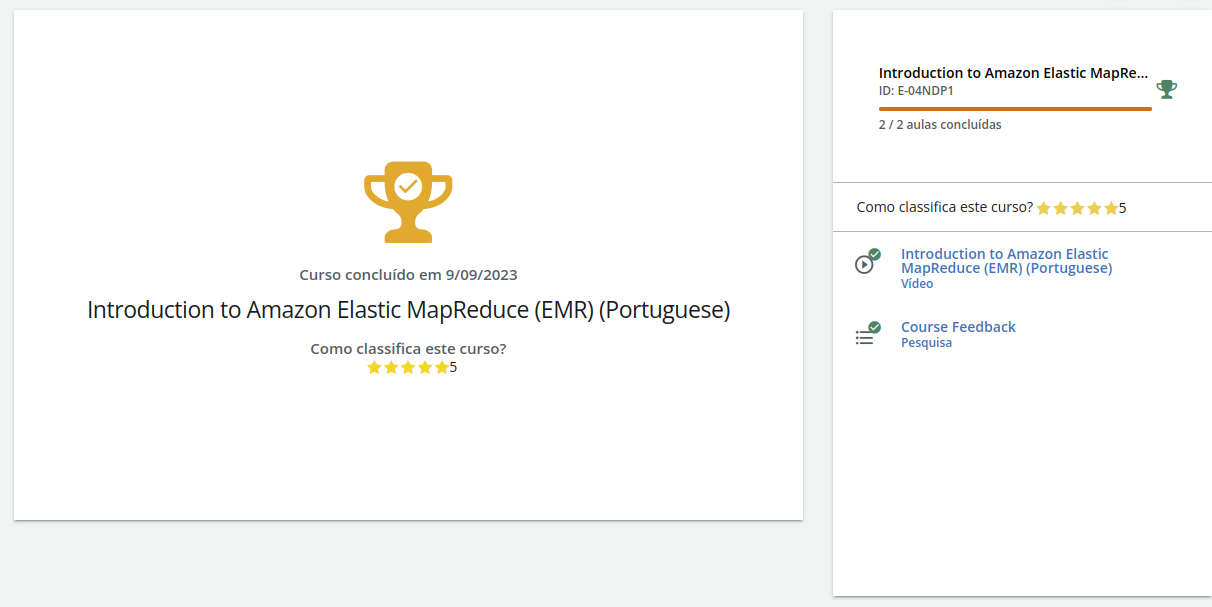 Curso concluído em 9/09/2023
Introduction to Amazon Elastic MapReduce (EMR) (Portuguese)
Como classifica este curso?
5
Introduction to Amazon Elastic MapRe...
ID: E-04NDP1
2 / 2 aulas concluídas
Como classifica este curso? 5
Introduction to Amazon Elastic
MapReduce (EMR) (Portuguese)
Vídeo
Course Feedback
Pesquisa